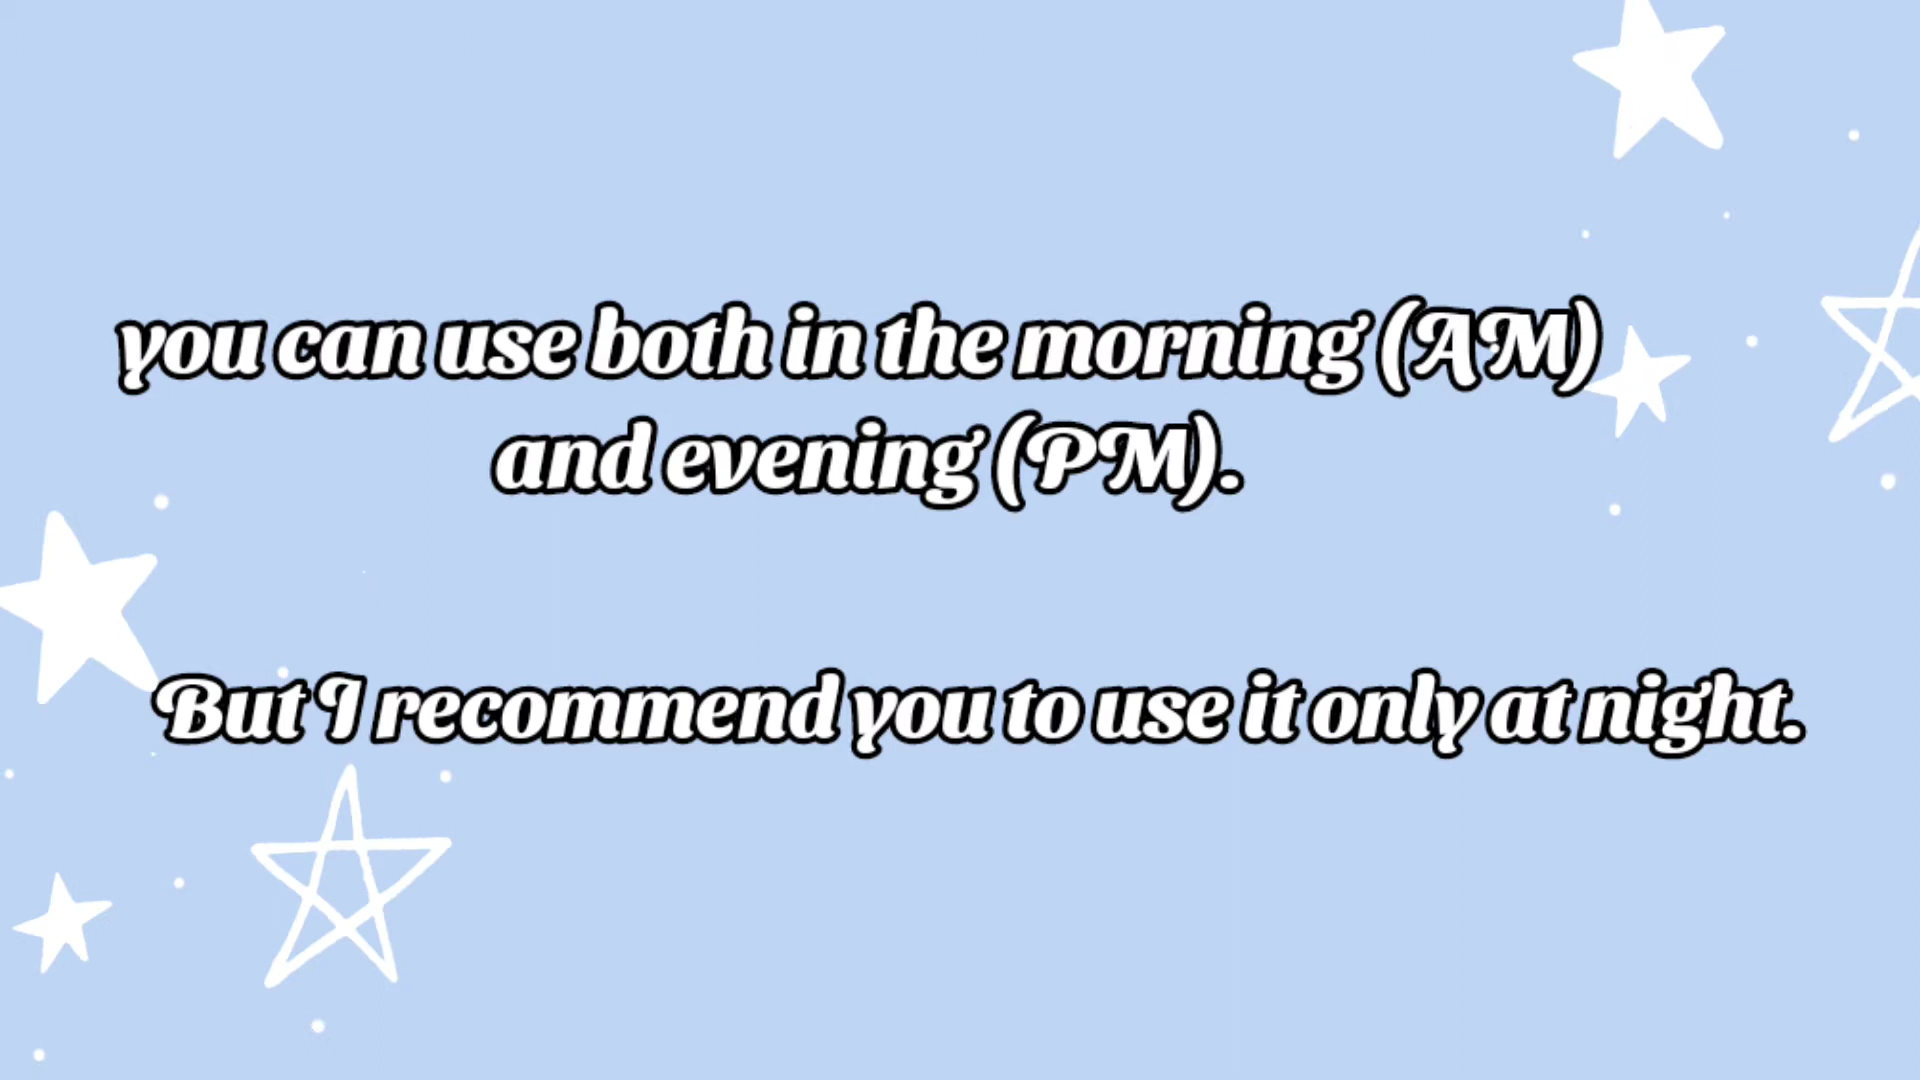 you can use both in the morning (AM)
and evening (PM).
But I recommend you to use it only at night.